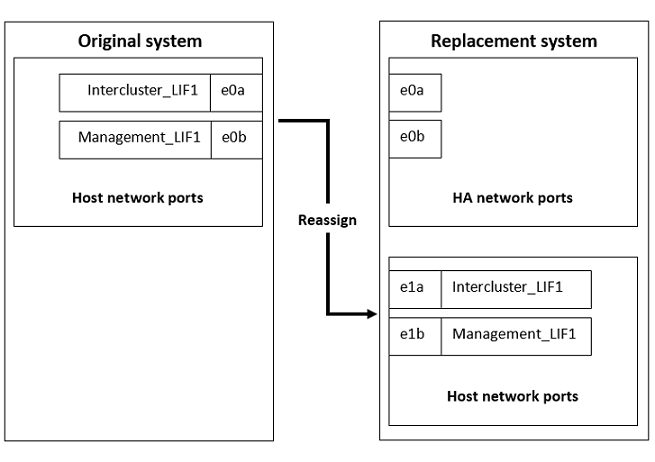 Original system
Intercluster_LIF1 e0a
Management_LIF1 e0b
Host network ports
Reassign
Replacement system
e0a
e0b
HA network ports
e1a Intercluster_LIF1
e1b Management_LIF1
Host network ports